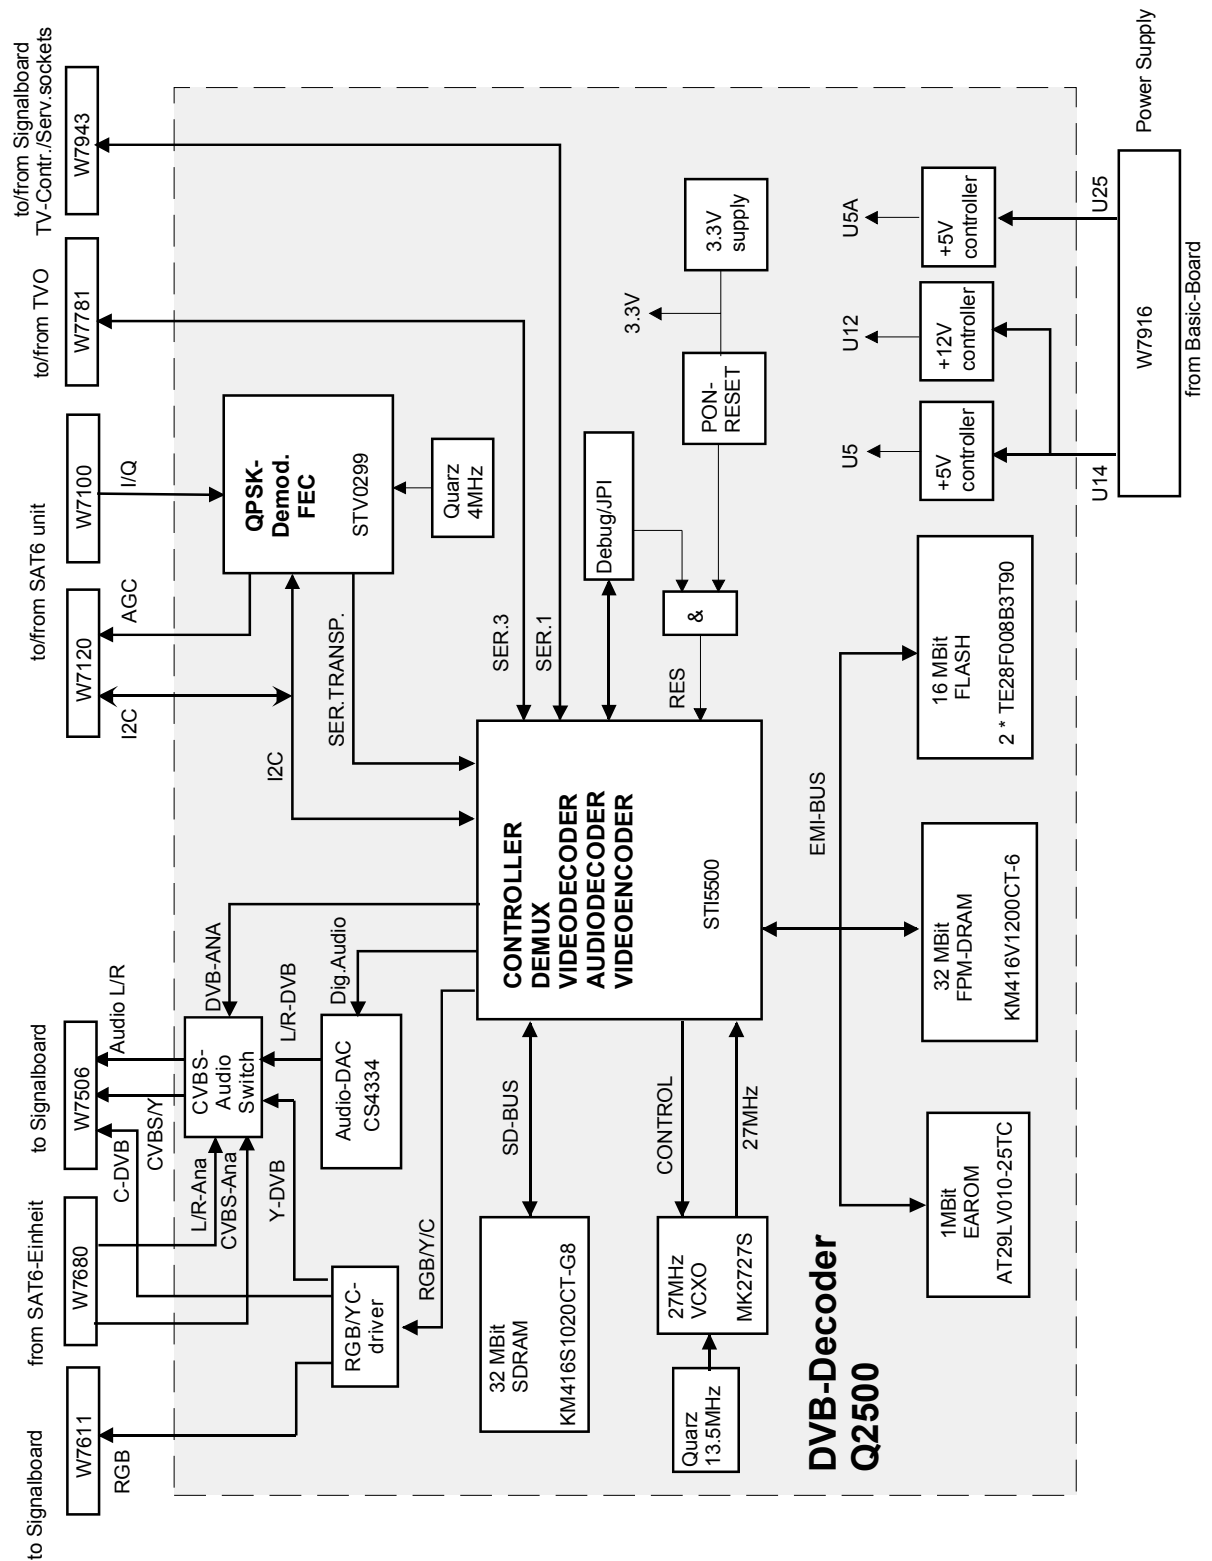 to Signalboard
W7611
RGB
from SAT6-Einheit
W7680
to Signalboard
W7506
C-DVB
CVBS/Y
Audio L/R
L/R-Ana
CVBS-Ana
to/from SAT6 unit
W7120
I2C
AGC
W7100
I/Q
to/from TVO
W7781
to/from Signalboard
TV-Contr./Serv.sockets
W7943
CVBS-
Audio
Switch
DVB-ANA
Y-DVB
L/R-DVB
RGB/YC-
driver
Audio-DAC
CS4334
Dig.Audio
RGB/Y/C
I2C
SER.TRANSP.
QPSK-
Demod.
FEC
STV0299
Quarz
4MHz
SER.3
SER.1
32 MBit
SDRAM
KM416S1020CT-G8
SD-BUS
CONTROLLER
DEMUX
VIDEODECODER
AUDIODECODER
VIDEOENCODER
STI5500
Debug/JPI
&
RES
PON-
RESET
3.3V
3.3V
supply
Quarz
13.5MHz
27MHz
VCXO
MK2727S
CONTROL
27MHz
EMI-BUS
DVB-Decoder
Q2500
1MBit
EAROM
AT29LV010-25TC
32 MBit
FPM-DRAM
KM416V1200CT-6
16 MBit
FLASH
2 * TE28F008B3T90
U5
+5V
controller
U12
+12V
controller
U5A
+5V
controller
U14
U25
W7916
from Basic-Board
Power Supply